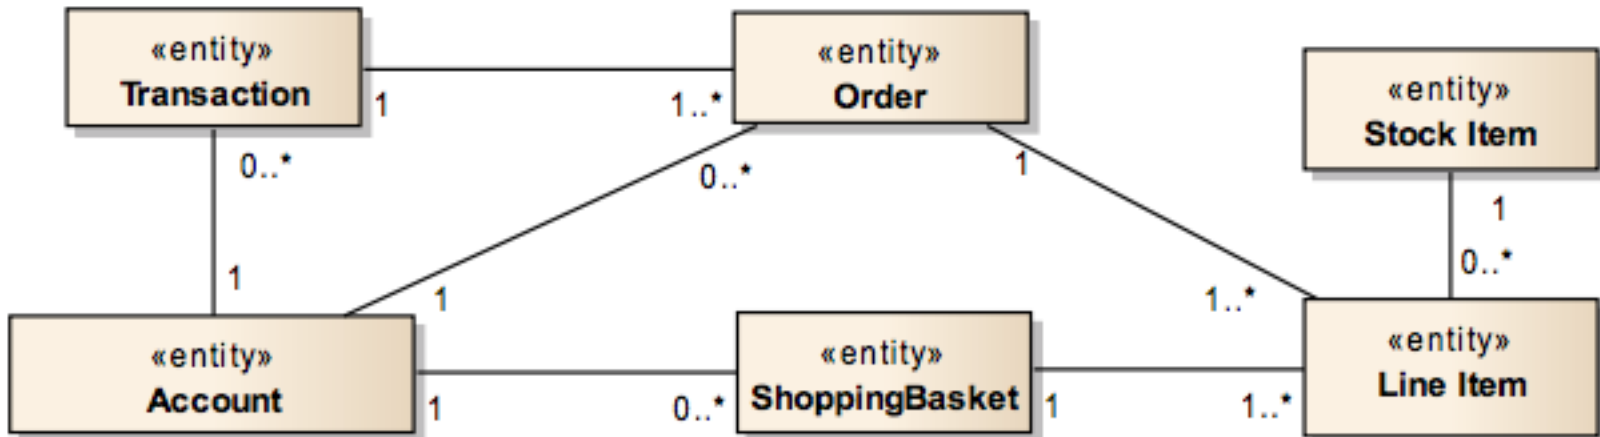 «entity»
Transaction
1
1..*
«entity»
Order
«entity»
Stock Item
0..*
0..*
1
1
1
1
1..*
0..*
«entity»
Account
1
0..*
«entity»
ShoppingBasket
1
1..*
«entity»
Line Item